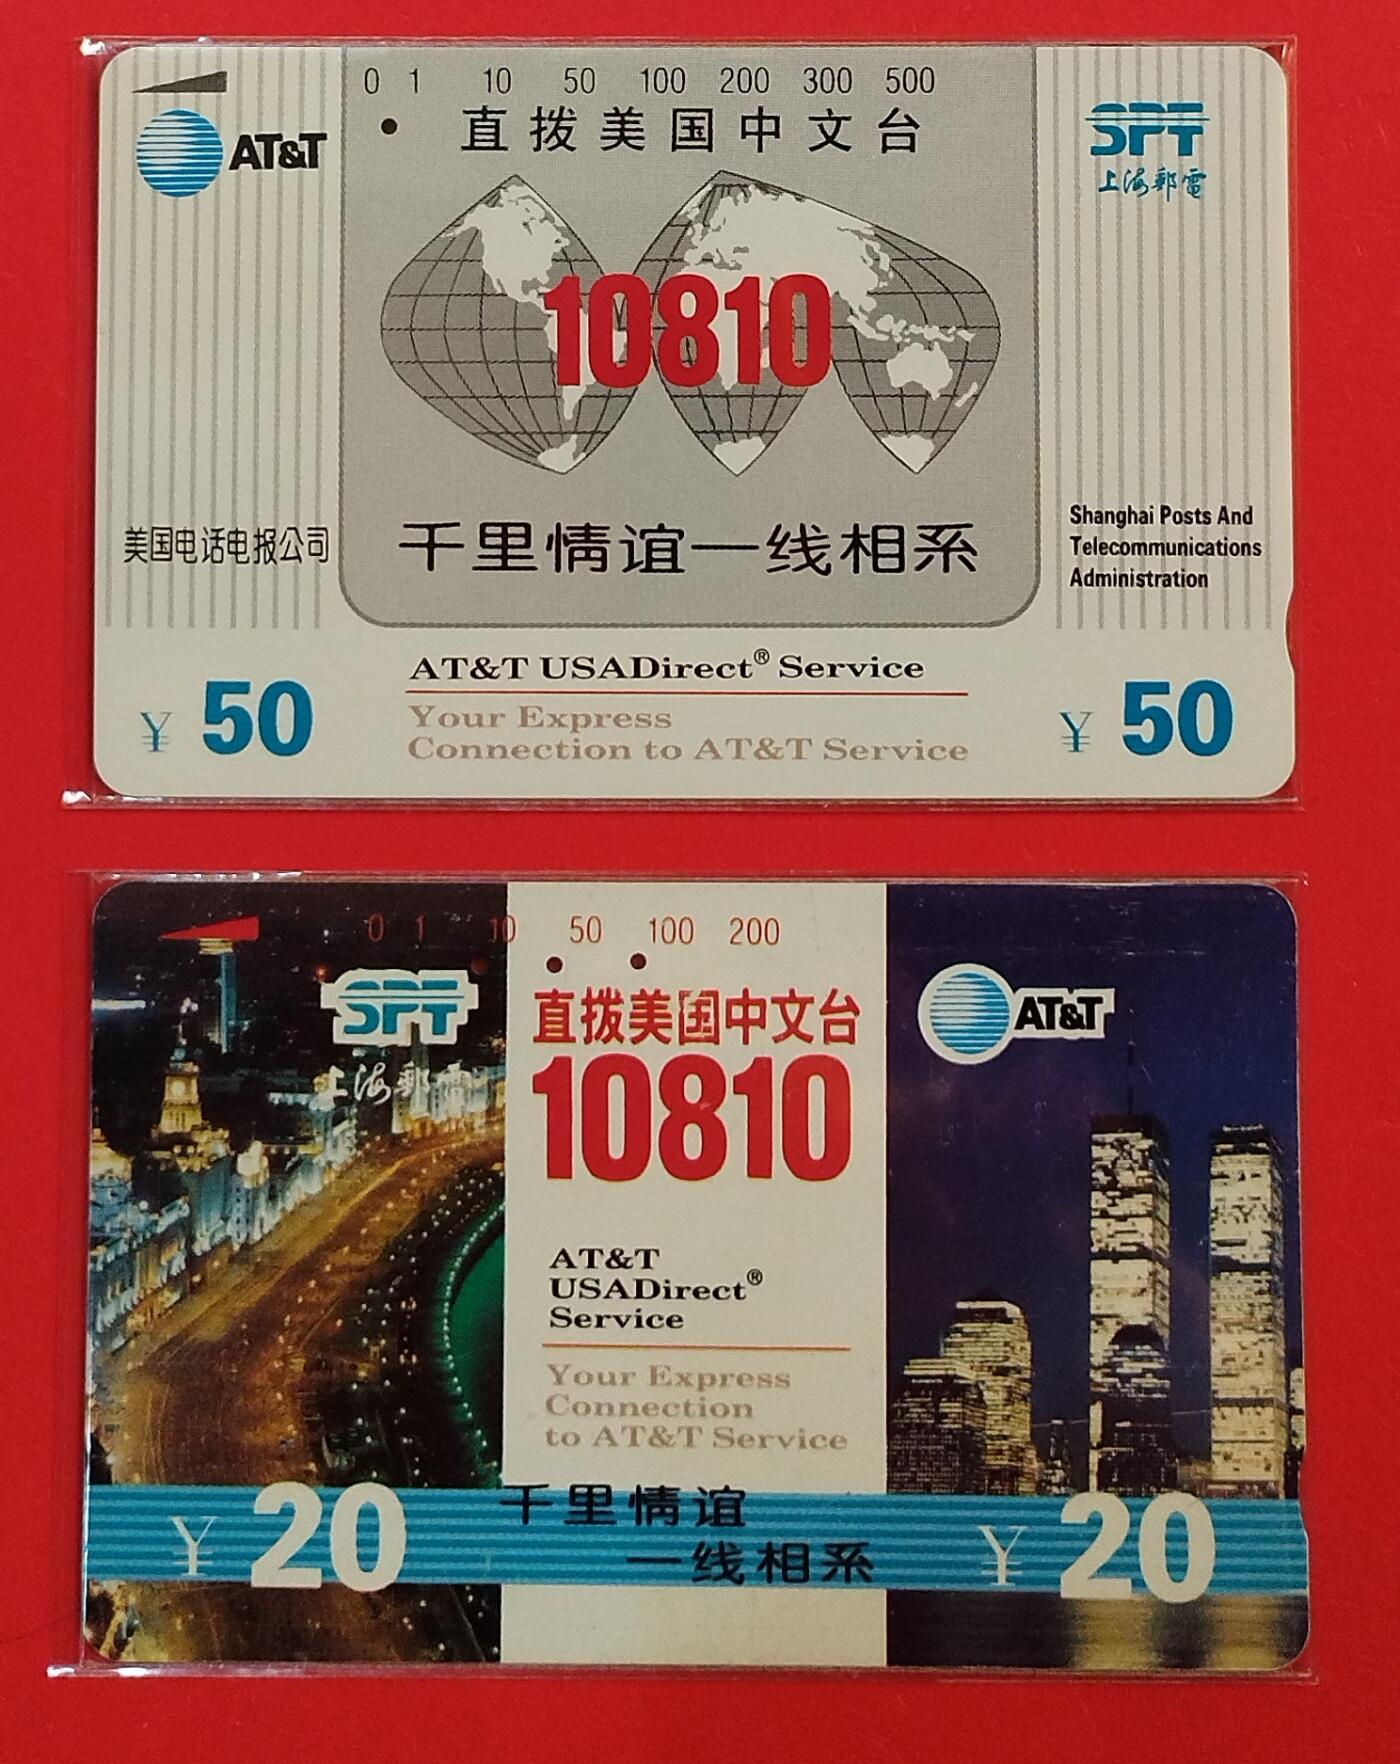 0 1 10 50 100 200 300 500
AT&T
直拨美国中文台
SPT
上海郵電
10810
美国电话电报公司
千里情谊一线相系
Shanghai Posts And
Telecommunications
Administration
AT&T USADirect® Service
Your Express
Connection to AT&T Service
¥ 50
¥ 50
0 1 10 50 100 200
SPT
上海郵電
直拨美国中文台
10810
AT&T
AT&T
USADirect®
Service
Your Express
Connection
to AT&T Service
千里情谊
一线相系
¥ 20
¥ 20